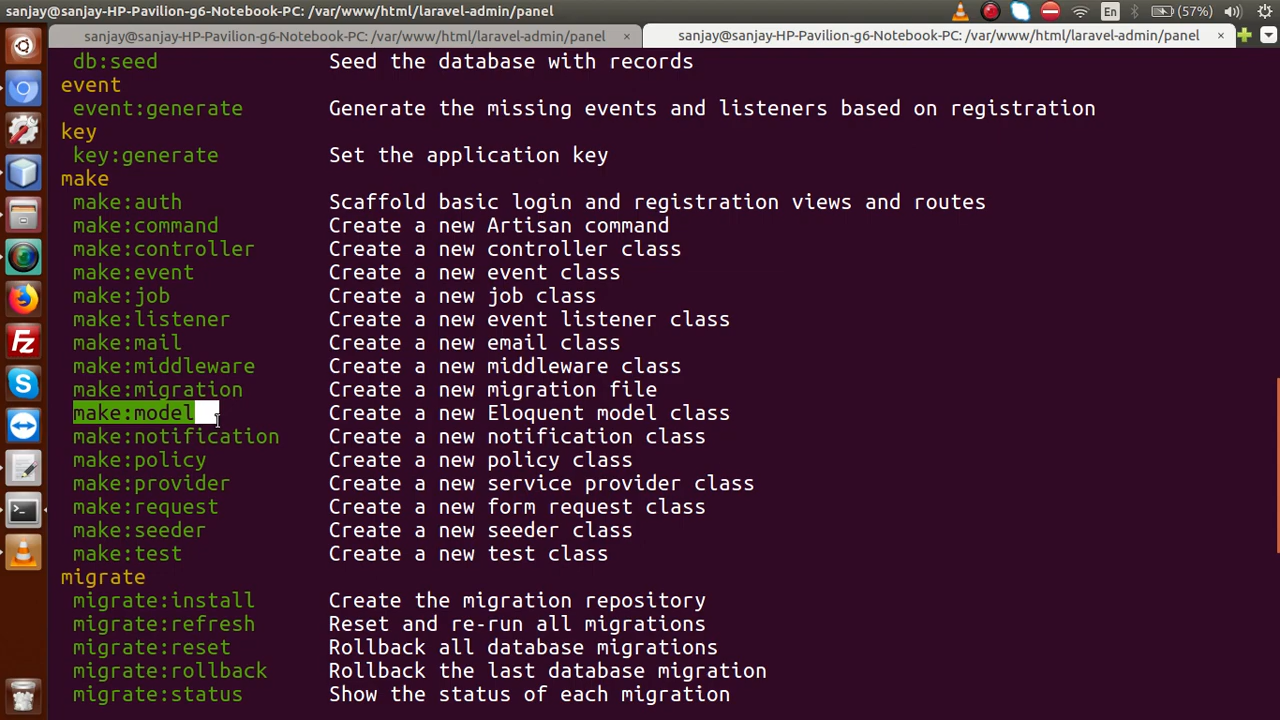 sanjay@sanjay-HP-Pavilion-g6-Notebook-PC: /var/www/html/laravel-admin/panel
En
(57%)
sanjay@sanjay-HP-Pavilion-g6-Notebook-PC: /var/www/html/laravel-admin/panel ×
sanjay@sanjay-HP-Pavilion-g6-Notebook-PC: /var/www/html/laravel-admin/panel ×
db:seed Seed the database with records
event
event:generate Generate the missing events and listeners based on registration
key
key:generate Set the application key
make
make:auth Scaffold basic login and registration views and routes
make:command Create a new Artisan command
make:controller Create a new controller class
make:event Create a new event class
make:job Create a new job class
make:listener Create a new event listener class
make:mail Create a new email class
make:middleware Create a new middleware class
make:migration Create a new migration file
make:model Create a new Eloquent model class
make:notification Create a new notification class
make:policy Create a new policy class
make:provider Create a new service provider class
make:request Create a new form request class
make:seeder Create a new seeder class
make:test Create a new test class
migrate
migrate:install Create the migration repository
migrate:refresh Reset and re-run all migrations
migrate:reset Rollback all database migrations
migrate:rollback Rollback the last database migration
migrate:status Show the status of each migration